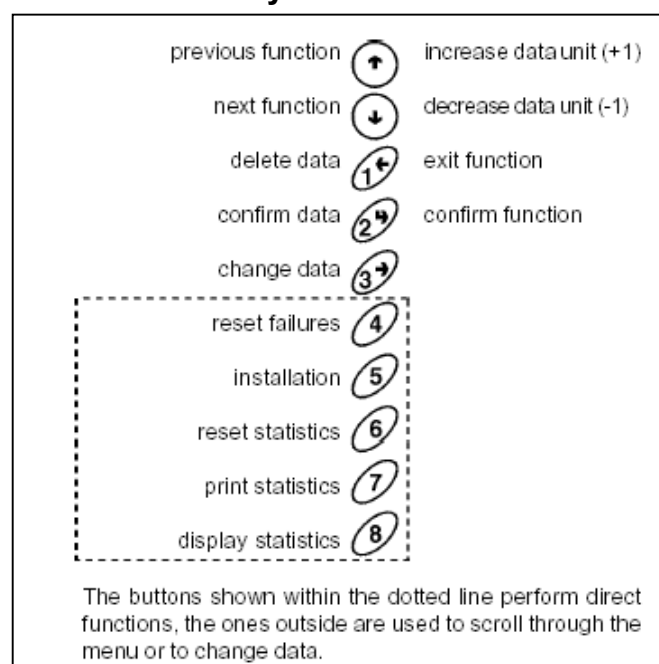 previous function ↑ increase data unit (+1)
next function ↓ decrease data unit (-1)
delete data 1← exit function
confirm data 2↵ confirm function
change data 3→
reset failures 4
installation 5
reset statistics 6
print statistics 7
display statistics 8
The buttons shown within the dotted line perform direct
functions, the ones outside are used to scroll through the
menu or to change data.